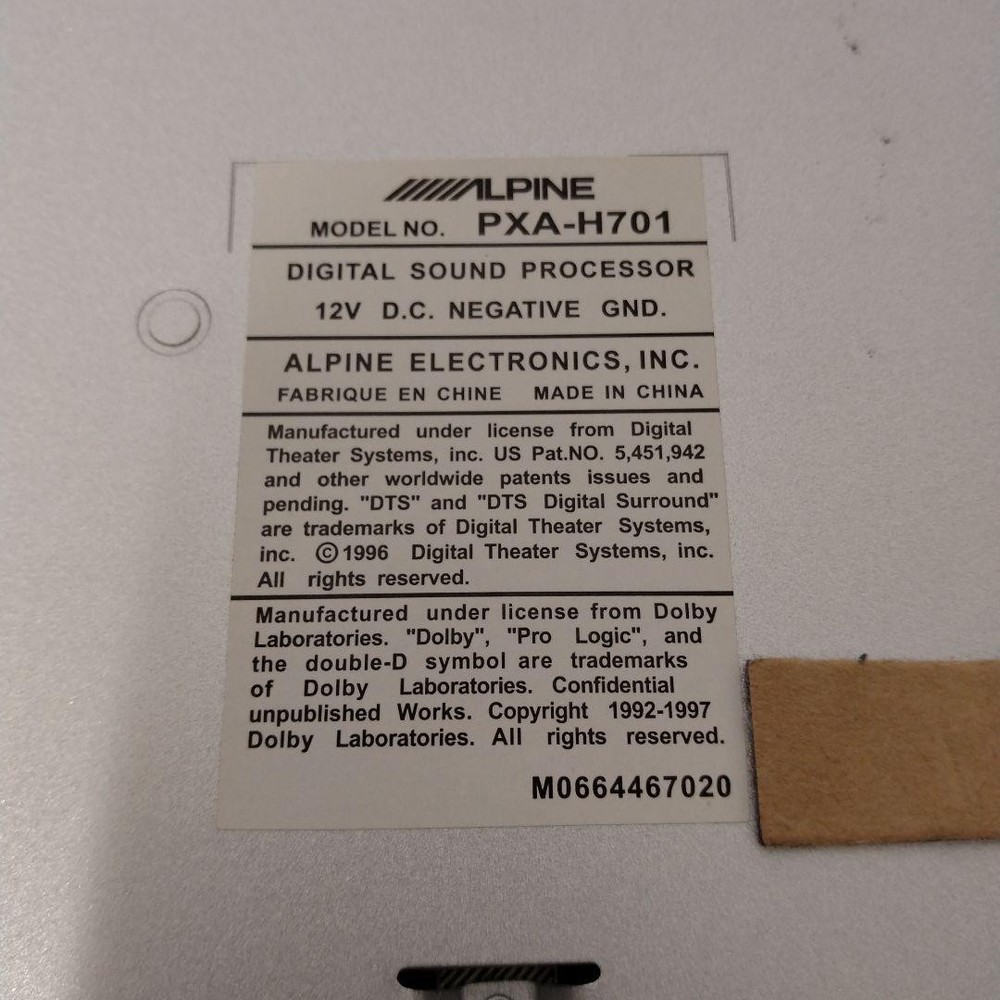 ALPINE
MODEL NO. PXA-H701
DIGITAL SOUND PROCESSOR
12V D.C. NEGATIVE GND.
ALPINE ELECTRONICS, INC.
FABRIQUE EN CHINE MADE IN CHINA
Manufactured under license from Digital
Theater Systems, inc. US Pat.NO. 5,451,942
and other worldwide patents issues and
pending. "DTS" and "DTS Digital Surround"
are trademarks of Digital Theater Systems,
inc. ©1996 Digital Theater Systems, inc.
All rights reserved.
Manufactured under license from Dolby
Laboratories. "Dolby", "Pro Logic", and
the double-D symbol are trademarks
of Dolby Laboratories. Confidential
unpublished Works. Copyright 1992-1997
Dolby Laboratories. All rights reserved.
M0664467020